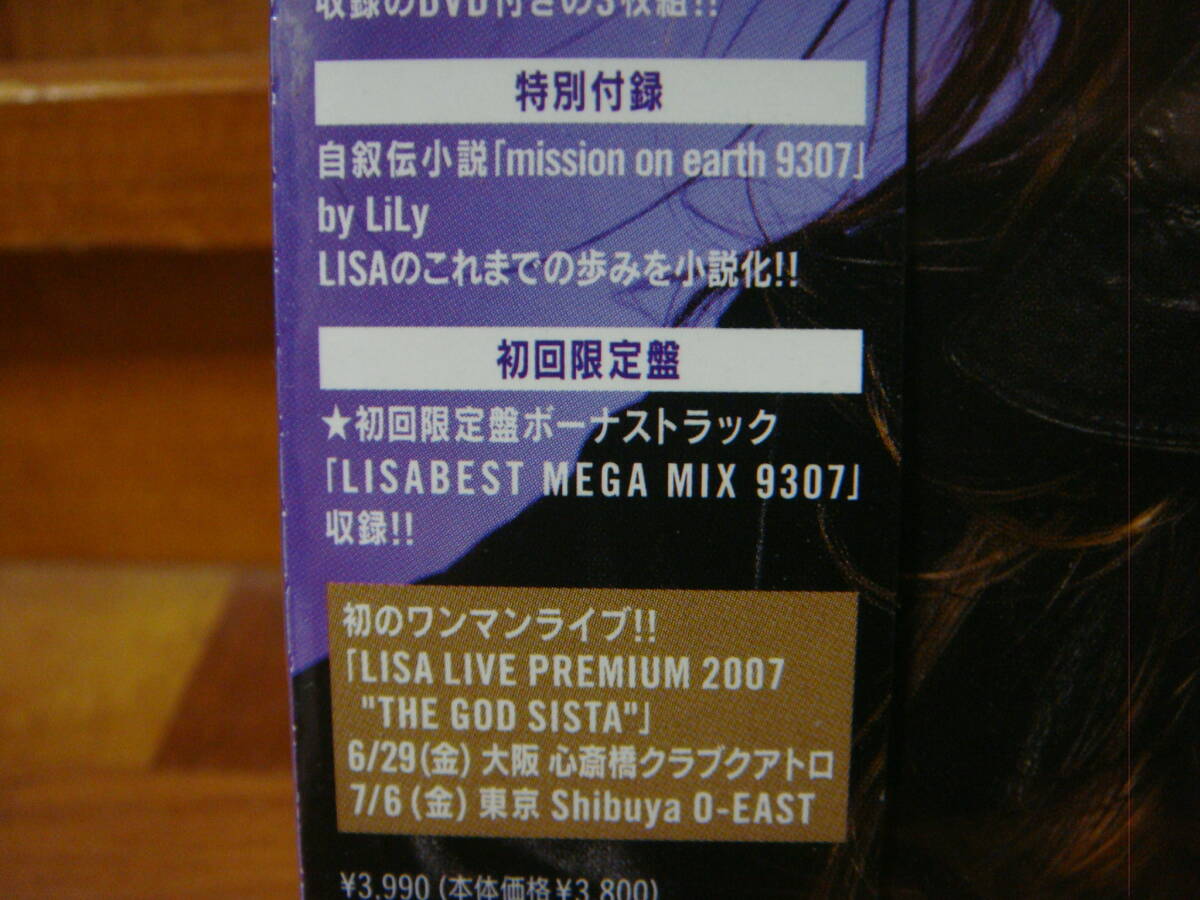 収録のDVD付きの3枚組!!
特別付録
自叙伝小説「mission on earth 9307」
by LiLy
LISAのこれまでの歩みを小説化!!
初回限定盤
★初回限定盤ボーナストラック
「LISABEST MEGA MIX 9307」
収録!!
初のワンマンライブ!!
「LISA LIVE PREMIUM 2007
"THE GOD SISTA"」
6/29(金) 大阪 心斎橋クラブクアトロ
7/6 (金) 東京 Shibuya O-EAST
¥3,990 (本体価格¥3,800)